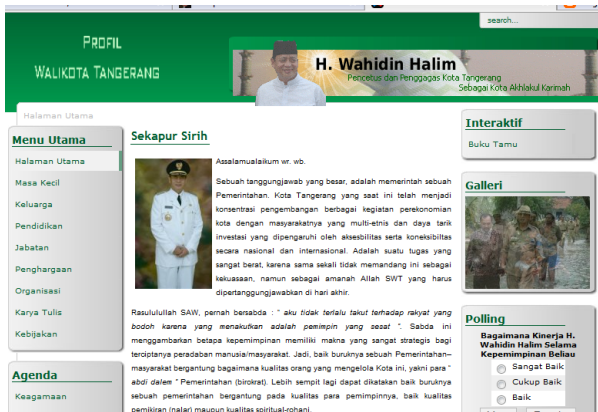 search...
PROFIL
WALIKOTA TANGERANG
H. Wahidin Halim
Pencetus dan Penggagas Kota Tangerang
Sebagai Kota Akhlakul Karimah
Halaman Utama
Menu Utama
Halaman Utama
Masa Kecil
Keluarga
Pendidikan
Jabatan
Penghargaan
Organisasi
Karya Tulis
Kebijakan
Agenda
Keagamaan
Sekapur Sirih
Assalamualaikum wr. wb.
Sebuah tanggungjawab yang besar, adalah memerintah sebuah
Pemerintahan. Kota Tangerang yang saat ini telah menjadi
konsentrasi pengembangan berbagai kegiatan perekonomian
kota dengan masyarakatnya yang multi-etnis dan daya tarik
investasi yang dipengaruhi oleh aksesbilitas serta koneksibiltas
secara nasional dan internasional. Adalah suatu tugas yang
sangat berat, karena sama sekali tidak memandang ini sebagai
kekuasaan, namun sebagai amanah Allah SWT yang harus
dipertanggungjawabkan di hari akhir.
Rasulululllah SAW, pernah bersabda : " aku tidak terlalu takut terhadap rakyat yang
bodoh karena yang menakutkan adalah pemimpin yang sesat ". Sabda ini
menggambarkan betapa kepemimpinan memiliki makna yang sangat strategis bagi
terciptanya peradaban manusia/masyarakat. Jadi, baik buruknya sebuah Pemerintahan–
masyarakat bergantung bagaimana kualitas orang yang mengelola Kota ini, yakni para "
abdi dalem " Pemerintah (birokrat). Lebih sempit lagi dapat dikatakan baik buruknya
sebuah pemerintahan bergantung pada kualitas para pemimpinnya, baik kualitas
pemikiran (nalar) maupun kualitas spiritual-rohani.
Interaktif
Buku Tamu
Galleri
Polling
Bagaimana Kinerja H.
Wahidin Halim Selama
Kepemimpinan Beliau
Sangat Baik
Cukup Baik
Baik